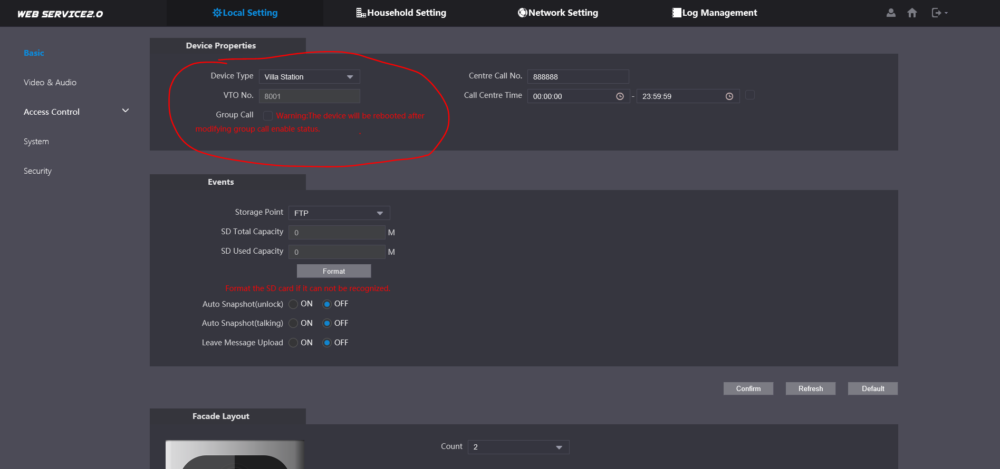 WEB SERVICE2.0
Local Setting
Household Setting
Network Setting
Log Management
Basic
Video & Audio
Access Control
System
Security
Device Properties
Device Type Villa Station
VTO No. 8001
Group Call Warning:The device will be rebooted after
modifying group call enable status.
Centre Call No. 888888
Call Centre Time 00:00:00 - 23:59:59
Events
Storage Point FTP
SD Total Capacity 0 M
SD Used Capacity 0 M
Format
Format the SD card if it can not be recognized.
Auto Snapshot(unlock) ON OFF
Auto Snapshot(talking) ON OFF
Leave Message Upload ON OFF
Confirm Refresh Default
Facade Layout
Count 2